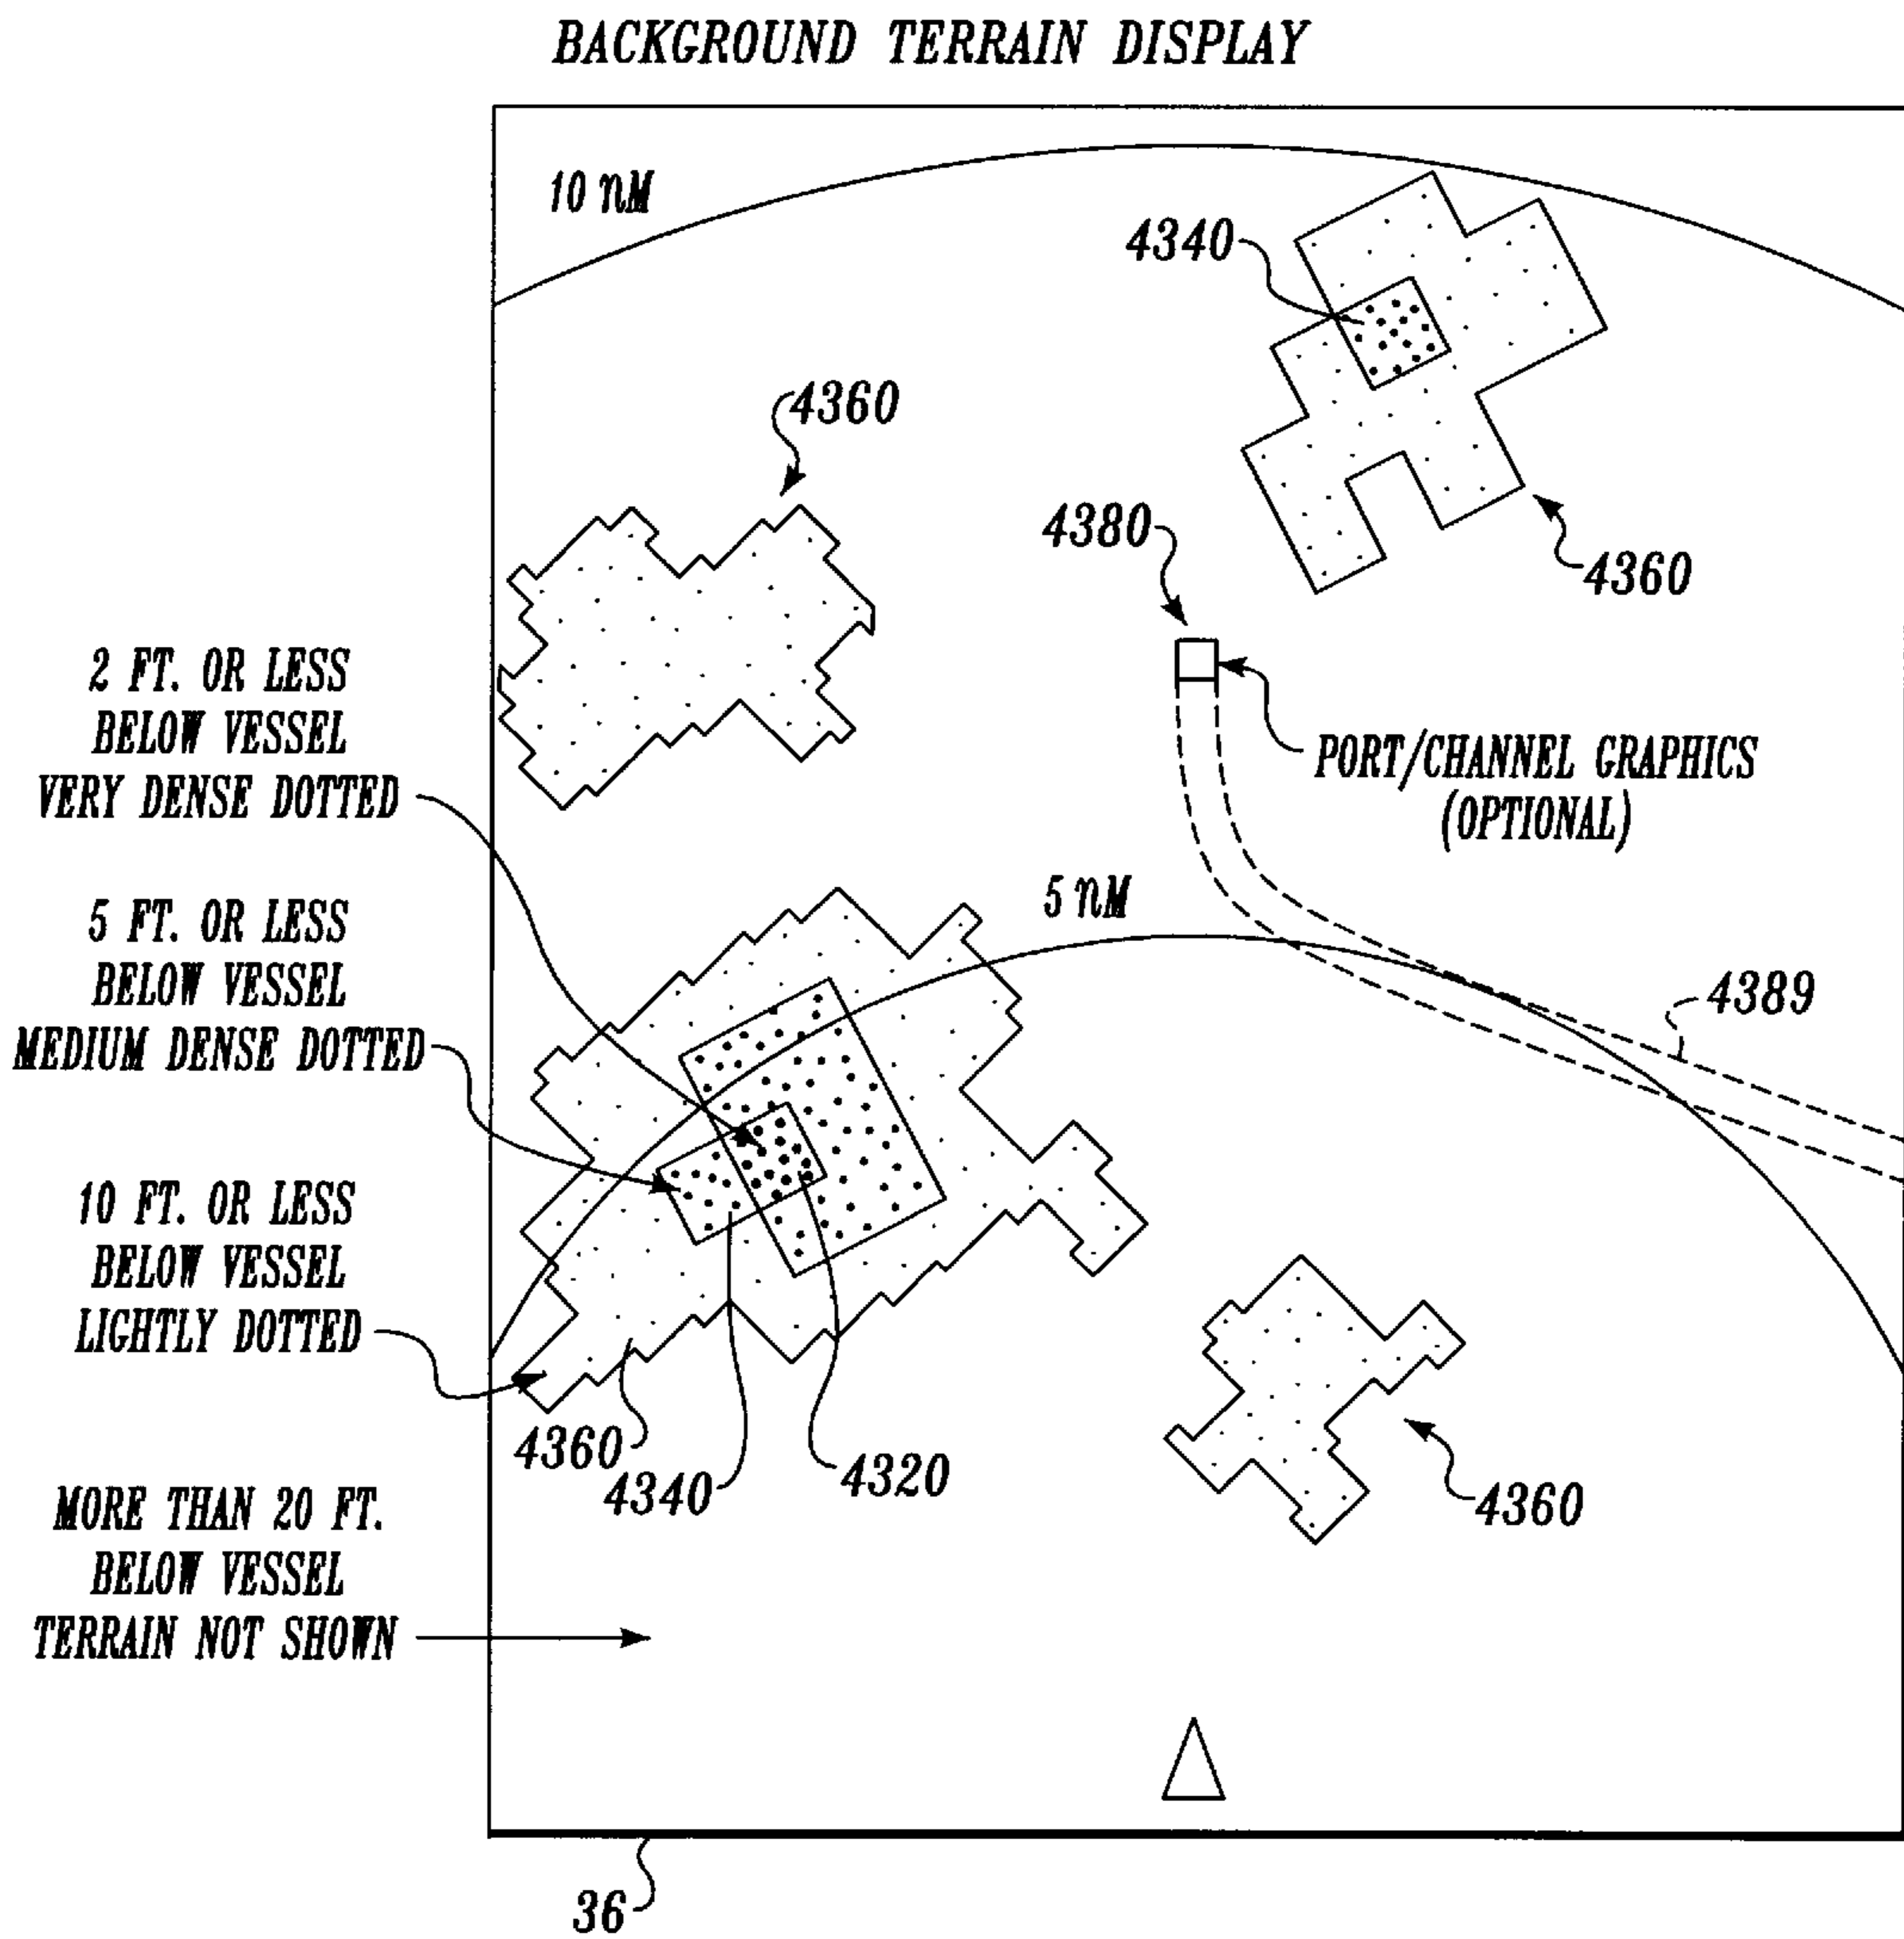 BACKGROUND TERRAIN DISPLAY
10 nM
4340
4360
4380
4360
2 FT. OR LESS
BELOW VESSEL
VERY DENSE DOTTED
PORT/CHANNEL GRAPHICS
(OPTIONAL)
5 nM
5 FT. OR LESS
BELOW VESSEL
MEDIUM DENSE DOTTED
4389
10 FT. OR LESS
BELOW VESSEL
LIGHTLY DOTTED
4360
4340
4320
4360
MORE THAN 20 FT.
BELOW VESSEL
TERRAIN NOT SHOWN
36